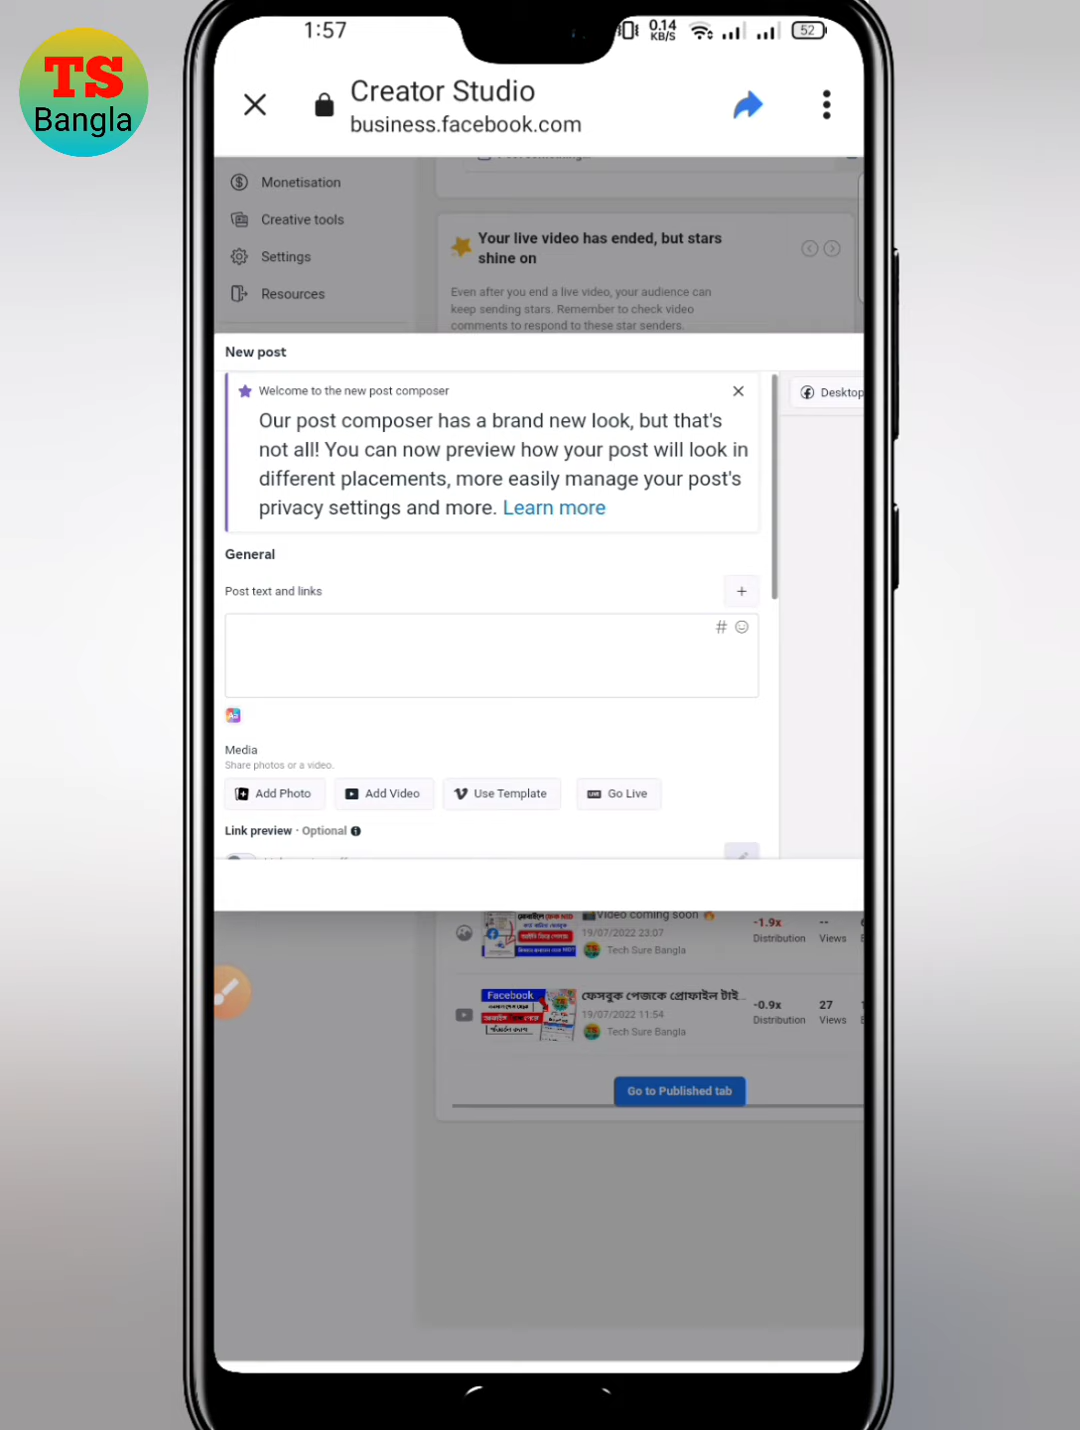 TS
Bangla
1:57
0.14
KB/S
52
Creator Studio
business.facebook.com
Monetisation
Creative tools
Settings
Resources
Your live video has ended, but stars
shine on
Even after you end a live video, your audience can
keep sending stars. Remember to check video
comments to respond to these star senders.
New post
Welcome to the new post composer
Our post composer has a brand new look, but that's
not all! You can now preview how your post will look in
different placements, more easily manage your post's
privacy settings and more. Learn more
Desktop
General
Post text and links
+
#
Media
Share photos or a video.
Add Photo
Add Video
Use Template
Go Live
Link preview · Optional
Video coming soon
-1.9x
--
19/07/2022 23:07
Distribution
Views
Tech Sure Bangla
Facebook
ফেসবুক পেজকে প্রোফাইল টাই...
-0.9x
27
19/07/2022 11:54
Distribution
Views
Tech Sure Bangla
Go to Published tab